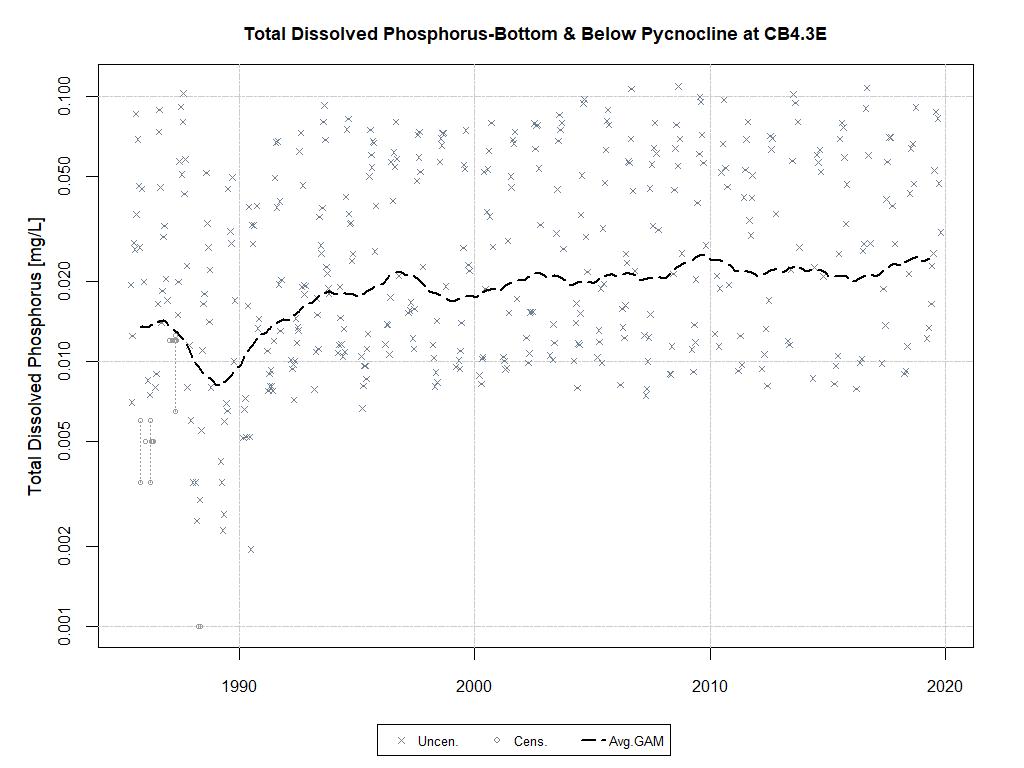 Total Dissolved Phosphorus-Bottom & Below Pycnocline at CB4.3E
Total Dissolved Phosphorus [mg/L]
0.100
0.050
0.020
0.010
0.005
0.002
0.001
1990 2000 2010 2020
Uncen. Cens. Avg.GAM